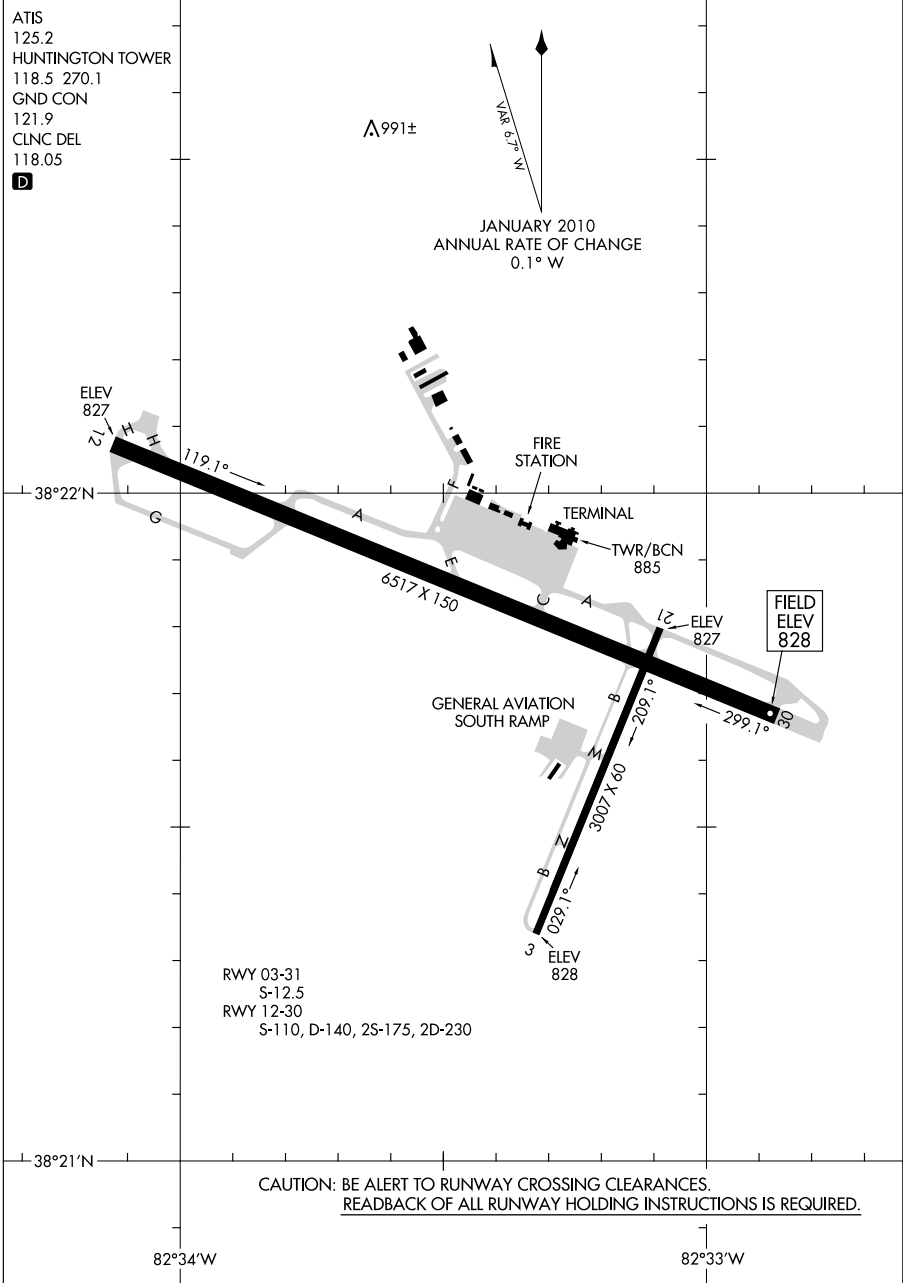 ATIS
125.2
HUNTINGTON TOWER
118.5 270.1
GND CON
121.9
CLNC DEL
118.05
D
991±
VAR 6.7° W
JANUARY 2010
ANNUAL RATE OF CHANGE
0.1° W
ELEV
827
12
H
H
119.1°
FIRE
STATION
F
38°22'N
G
A
TERMINAL
TWR/BCN
885
E
6517 X 150
C
A
21
ELEV
827
FIELD
ELEV
828
GENERAL AVIATION
SOUTH RAMP
B
209.1°
299.1°
30
M
3007 X 60
N
B
029.1°
3
ELEV
828
RWY 03-31
S-12.5
RWY 12-30
S-110, D-140, 2S-175, 2D-230
38°21'N
CAUTION: BE ALERT TO RUNWAY CROSSING CLEARANCES.
READBACK OF ALL RUNWAY HOLDING INSTRUCTIONS IS REQUIRED.
82°34'W
82°33'W